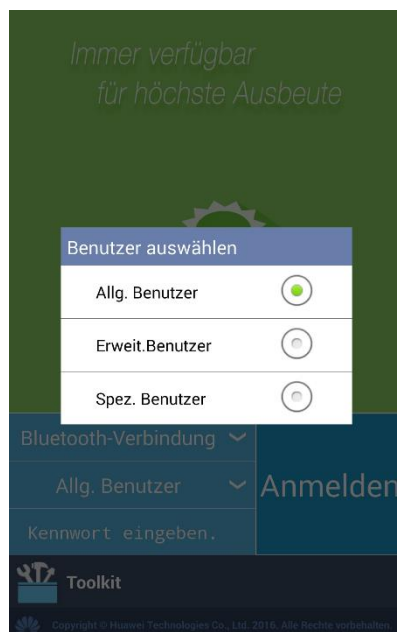 Immer verfügbar
für höchste Ausbeute
Benutzer auswählen
Allg. Benutzer
Erweit.Benutzer
Spez. Benutzer
Bluetooth-Verbindung
Allg. Benutzer
Anmelden
Kennwort eingeben.
Toolkit
Copyright © Huawei Technologies Co., Ltd. 2016. Alle Rechte vorbehalten.